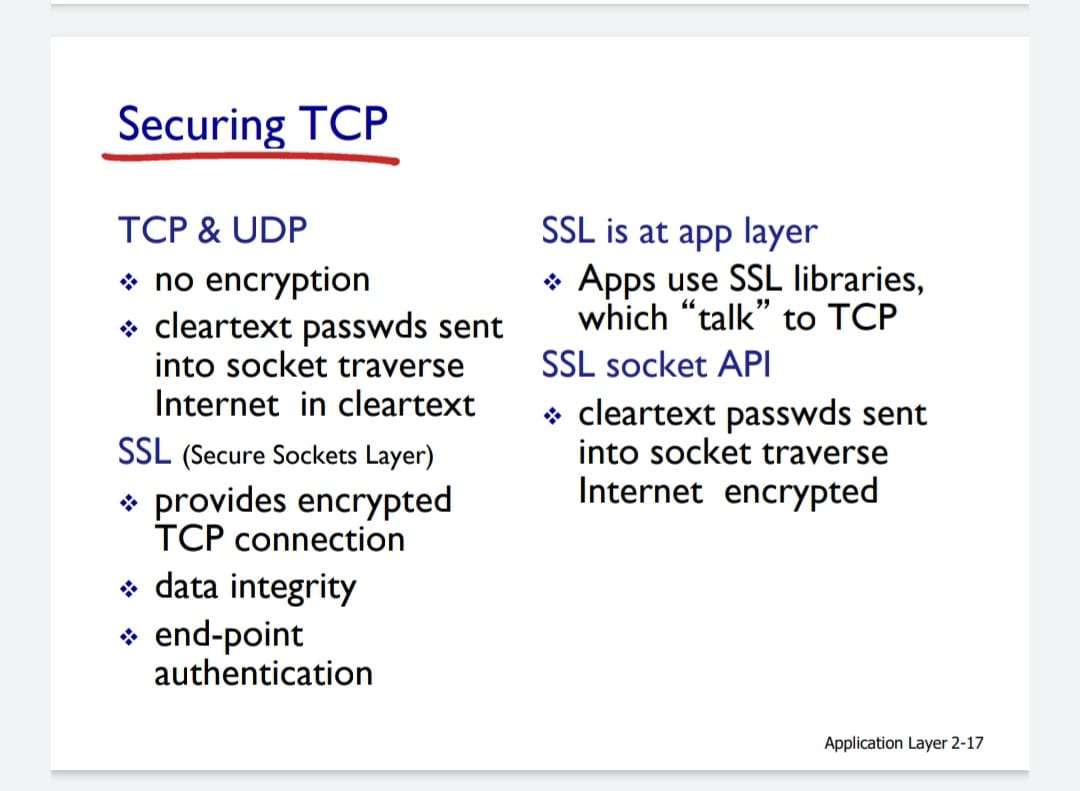 Securing TCP
TCP & UDP
no encryption
cleartext passwds sent
into socket traverse
Internet in cleartext
SSL (Secure Sockets Layer)
provides encrypted
TCP connection
data integrity
end-point
authentication
SSL is at app layer
Apps use SSL libraries,
which “talk” to TCP
SSL socket API
cleartext passwds sent
into socket traverse
Internet encrypted
Application Layer 2-17